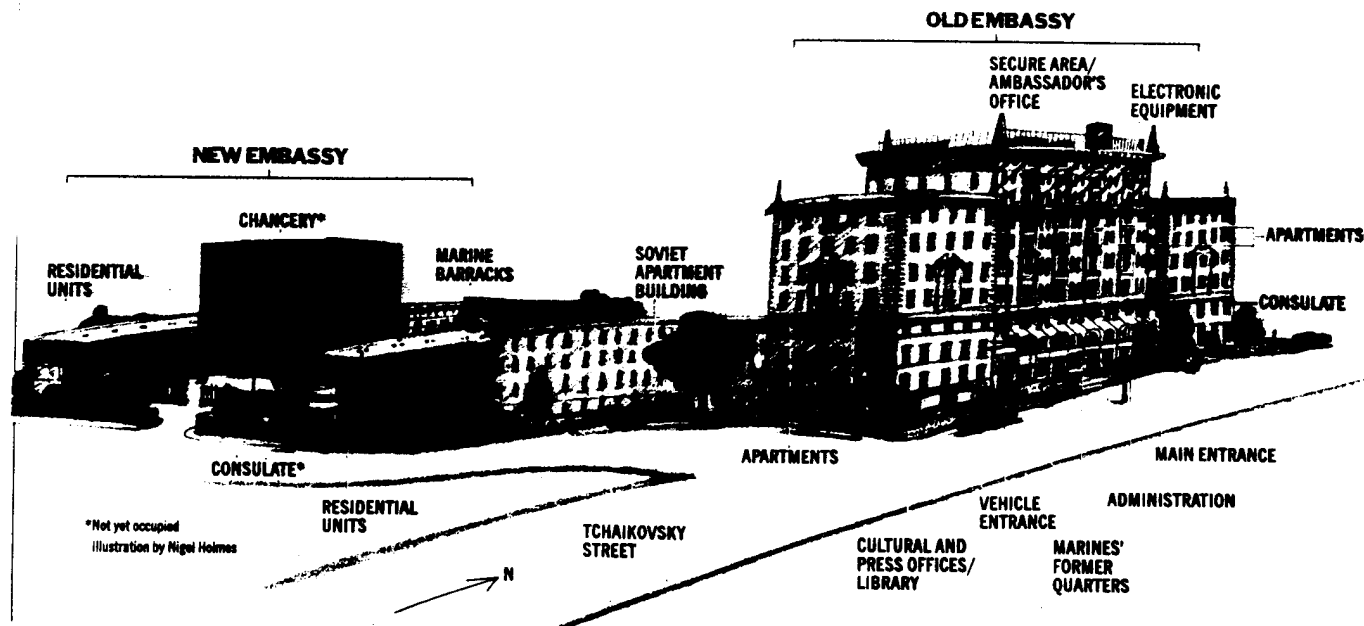 OLD EMBASSY
SECURE AREA/
AMBASSADOR'S
OFFICE
ELECTRONIC
EQUIPMENT
NEW EMBASSY
CHANCERY*
RESIDENTIAL
UNITS
MARINE
BARRACKS
SOVIET
APARTMENT
BUILDING
APARTMENTS
CONSULATE
CONSULATE*
RESIDENTIAL
UNITS
APARTMENTS
MAIN ENTRANCE
VEHICLE
ENTRANCE
ADMINISTRATION
TCHAIKOVSKY
STREET
CULTURAL AND
PRESS OFFICES/
LIBRARY
MARINES'
FORMER
QUARTERS
N
*Not yet occupied
Illustration by Nigel Holmes